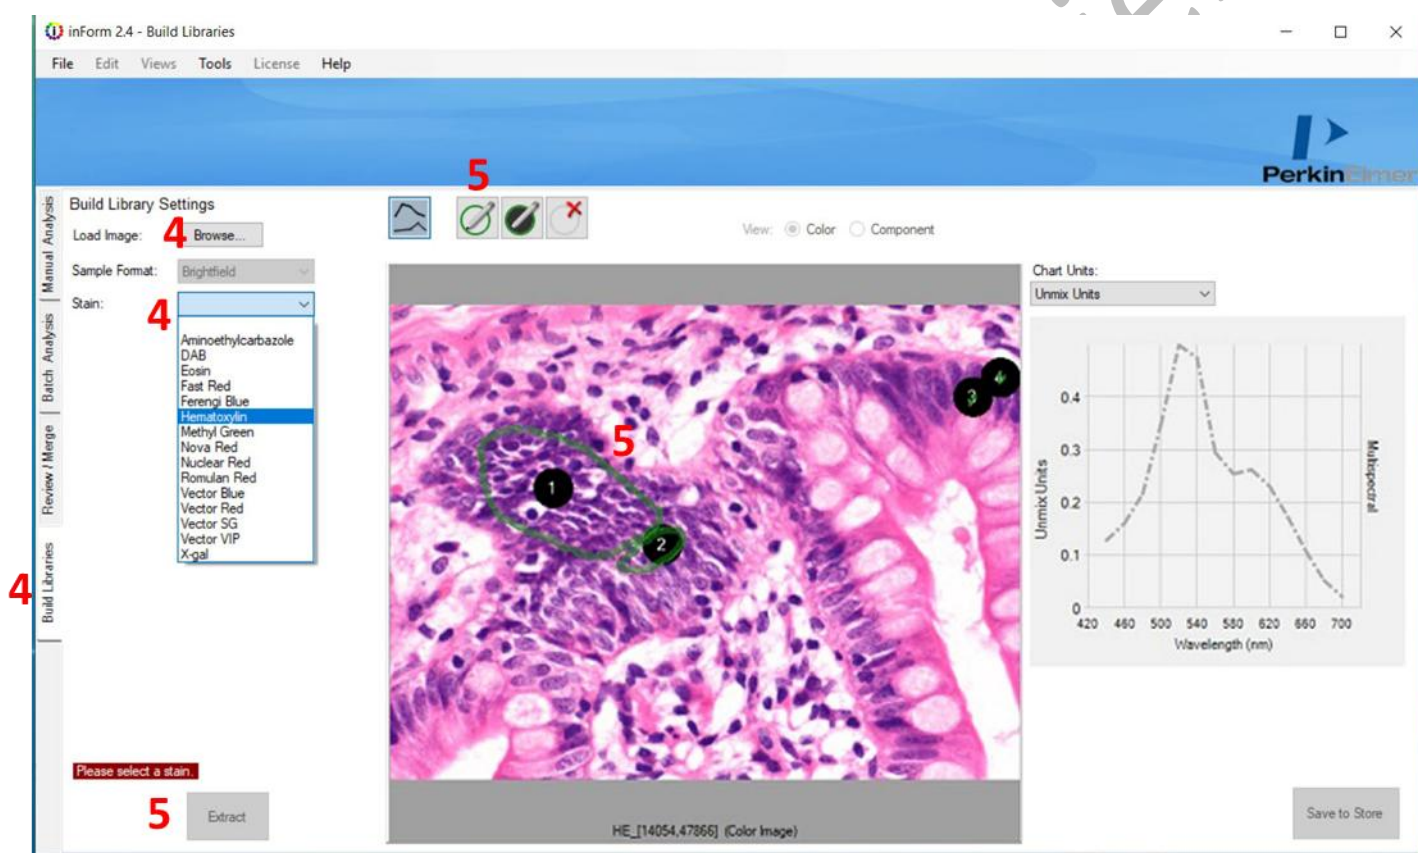 inForm 2.4 - Build Libraries
File Edit Views Tools License Help
PerkinElmer
5
Manual Analysis
Batch Analysis
Review / Merge
Build Libraries
4
Build Library Settings
Load Image: 4 Browse...
Sample Format: Brightfield
Stain:
4
Aminoethylcarbazole
DAB
Eosin
Fast Red
Ferengi Blue
Hematoxylin
Methyl Green
Nova Red
Nuclear Red
Romulan Red
Vector Blue
Vector Red
Vector SG
Vector VIP
X-gal
Please select a stain.
5 Extract
View: Color Component
1
2
3
4
5
HE_[14054,47866] (Color Image)
Chart Units:
Unmix Units
Unmix Units
0.4
0.3
0.2
0.1
0
420 460 500 540 580 620 660 700
Wavelength (nm)
Multispectral
Save to Store